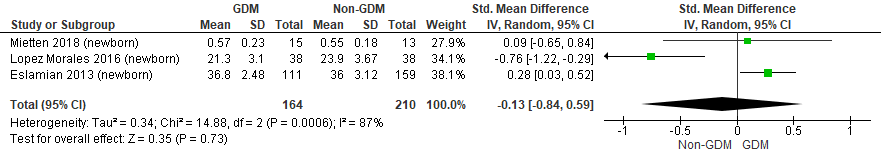 GDM Non-GDM Std. Mean Difference Std. Mean Difference
Study or Subgroup Mean SD Total Mean SD Total Weight IV, Random, 95% CI IV, Random, 95% CI
Mietten 2018 (newborn) 0.57 0.23 15 0.55 0.18 13 27.9% 0.09 [-0.65, 0.84]
Lopez Morales 2016 (newborn) 21.3 3.1 38 23.9 3.67 38 34.1% -0.76 [-1.22, -0.29]
Eslamian 2013 (newborn) 36.8 2.48 111 36 3.12 159 38.1% 0.28 [0.03, 0.52]
Total (95% CI) 164 210 100.0% -0.13 [-0.84, 0.59]
Heterogeneity: Tau² = 0.34; Chi² = 14.88, df = 2 (P = 0.0006); I² = 87%
Test for overall effect: Z = 0.35 (P = 0.73)
-1 -0.5 0 0.5 1
Non-GDM GDM